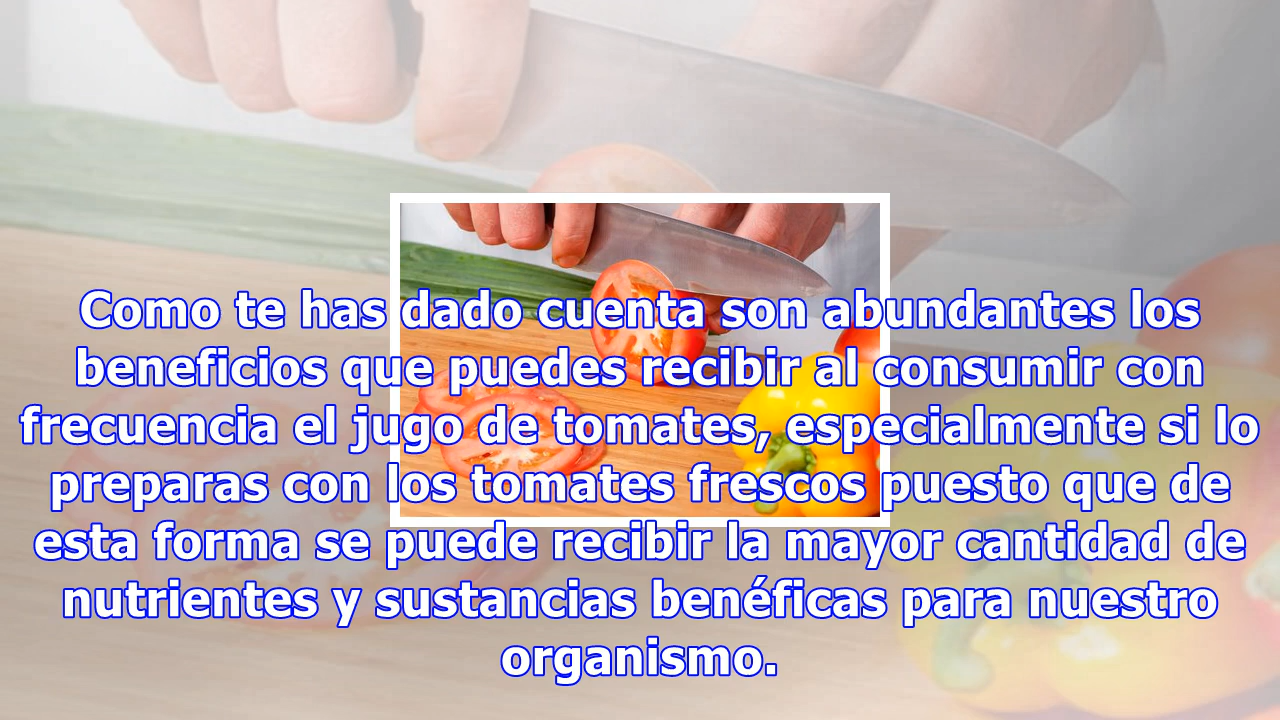 Como te has dado cuenta son abundantes los
beneficios que puedes recibir al consumir con
frecuencia el jugo de tomates, especialmente si lo
preparas con los tomates frescos puesto que de
esta forma se puede recibir la mayor cantidad de
nutrientes y sustancias benéficas para nuestro
organismo.